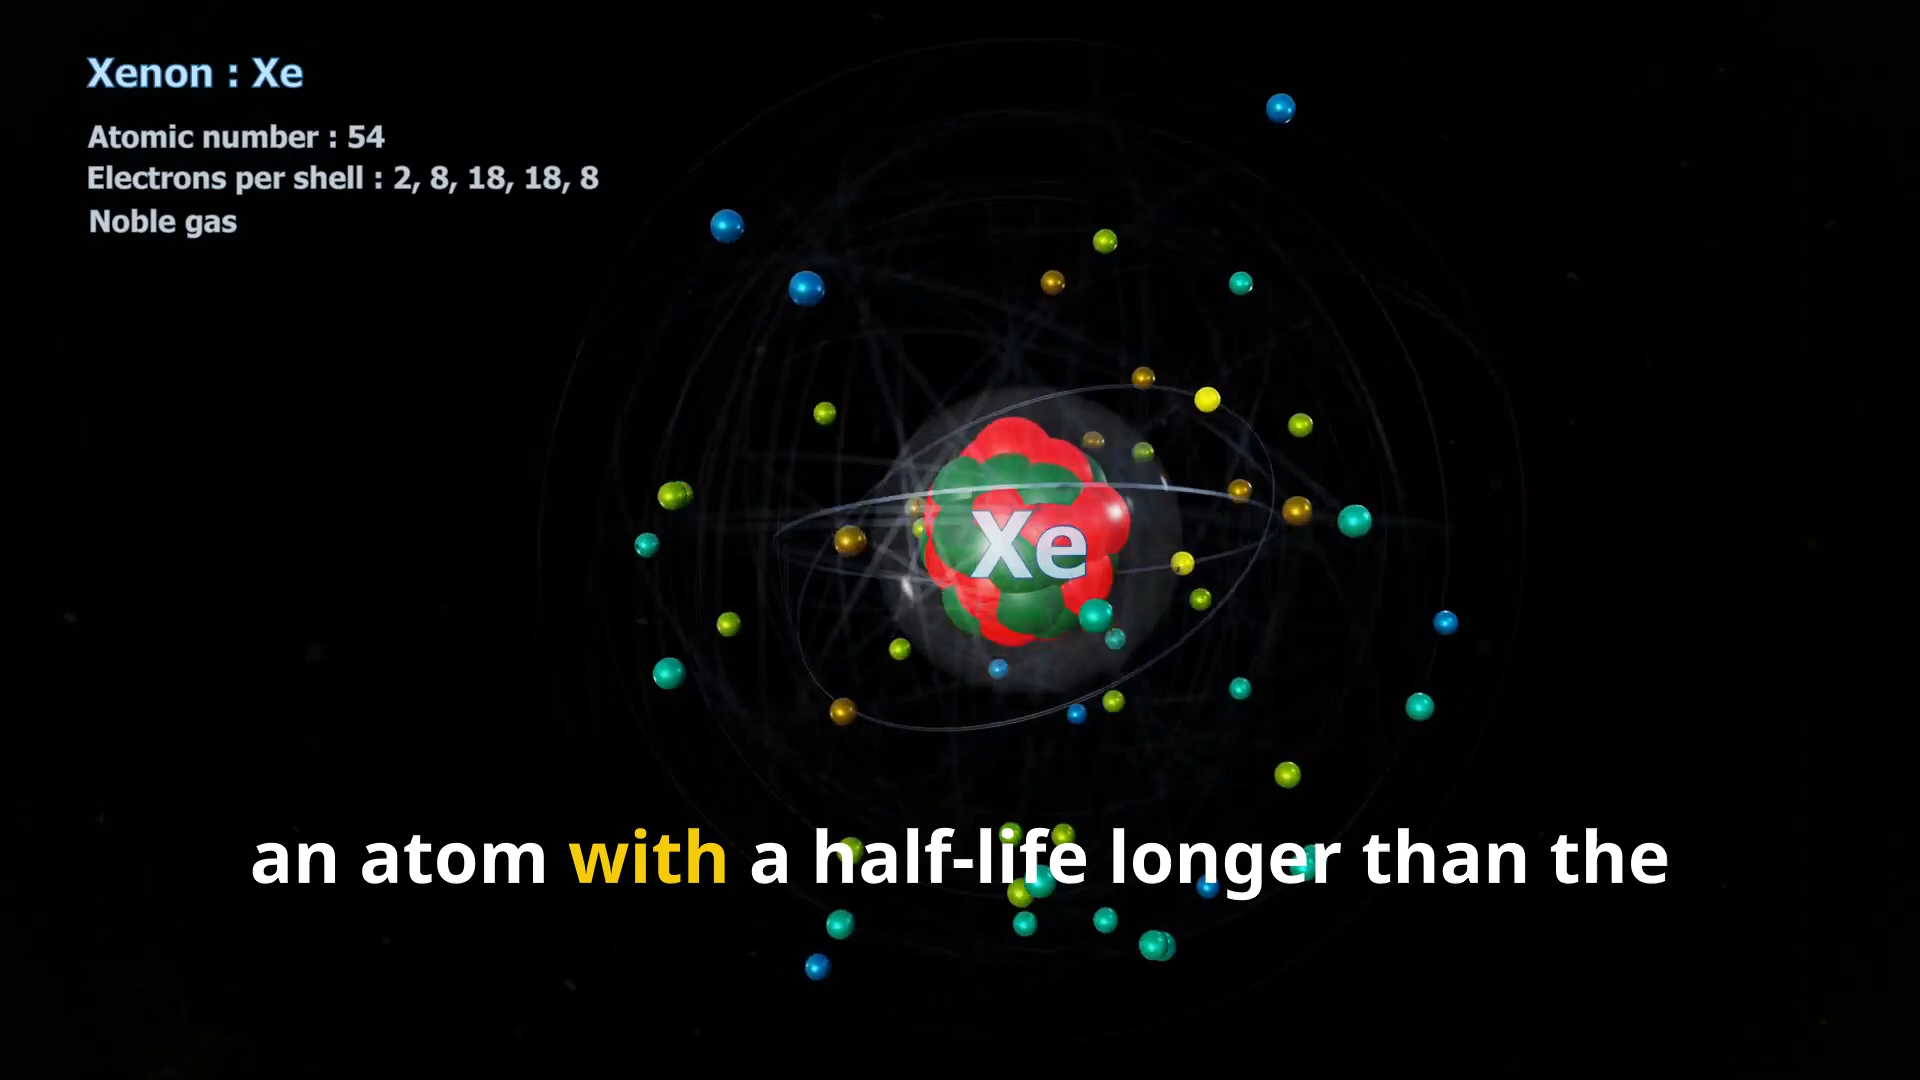 Xenon : Xe
Atomic number : 54
Electrons per shell : 2, 8, 18, 18, 8
Noble gas
Xe
an atom with a half-life longer than the